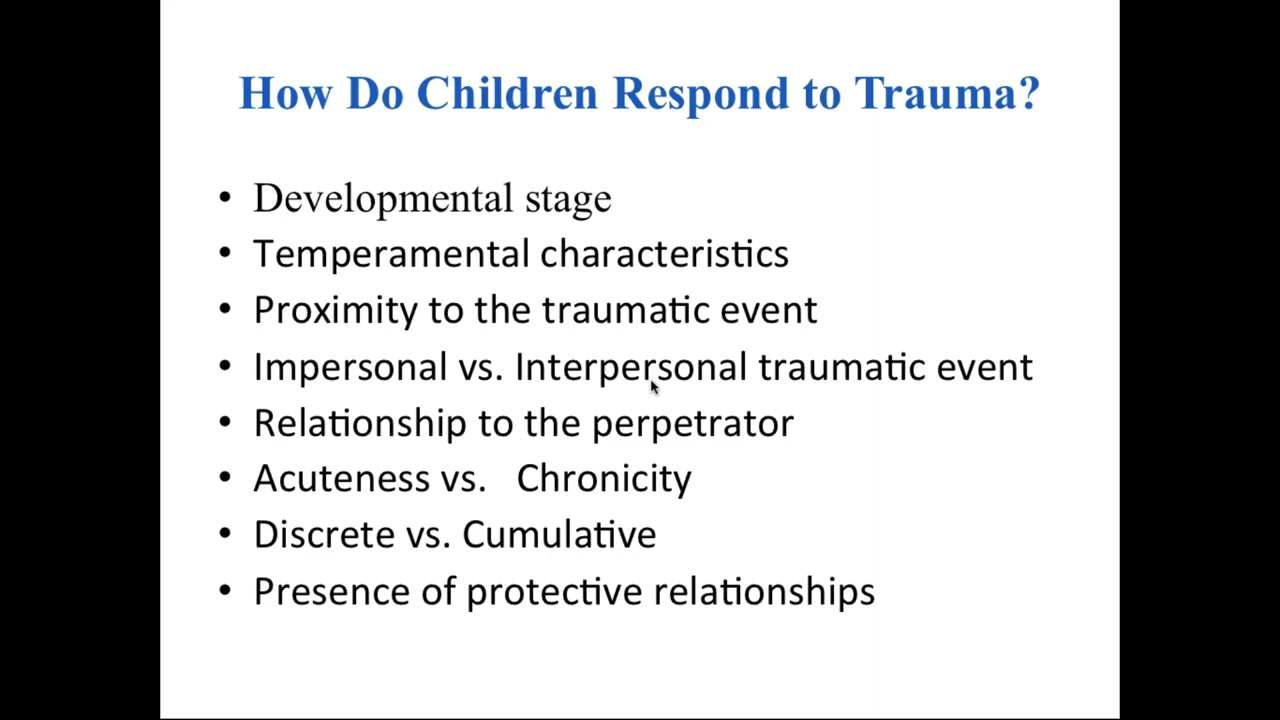 How Do Children Respond to Trauma?
• Developmental stage
• Temperamental characteristics
• Proximity to the traumatic event
• Impersonal vs. Interpersonal traumatic event
• Relationship to the perpetrator
• Acuteness vs.   Chronicity
• Discrete vs. Cumulative
• Presence of protective relationships